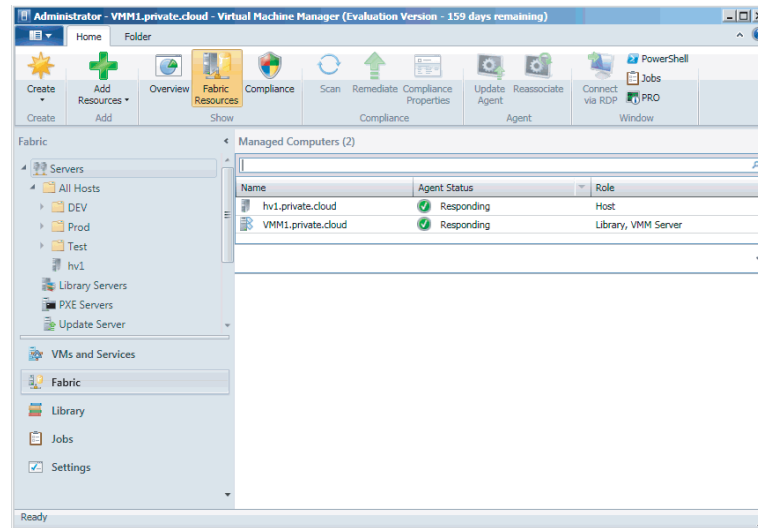 Administrator - VMM1.private.cloud - Virtual Machine Manager (Evaluation Version - 159 days remaining)
Home Folder
Create
Add Resources
Overview
Fabric Resources
Compliance
Scan
Remediate
Compliance Properties
Update Agent
Reassociate
Connect via RDP
PowerShell
Jobs
PRO
Create Add Show Compliance Agent Window
Fabric
Servers
All Hosts
DEV
Prod
Test
hv1
Library Servers
PXE Servers
Update Server
VMs and Services
Fabric
Library
Jobs
Settings
Managed Computers (2)
Name Agent Status Role
hv1.private.cloud Responding Host
VMM1.private.cloud Responding Library, VMM Server
Ready